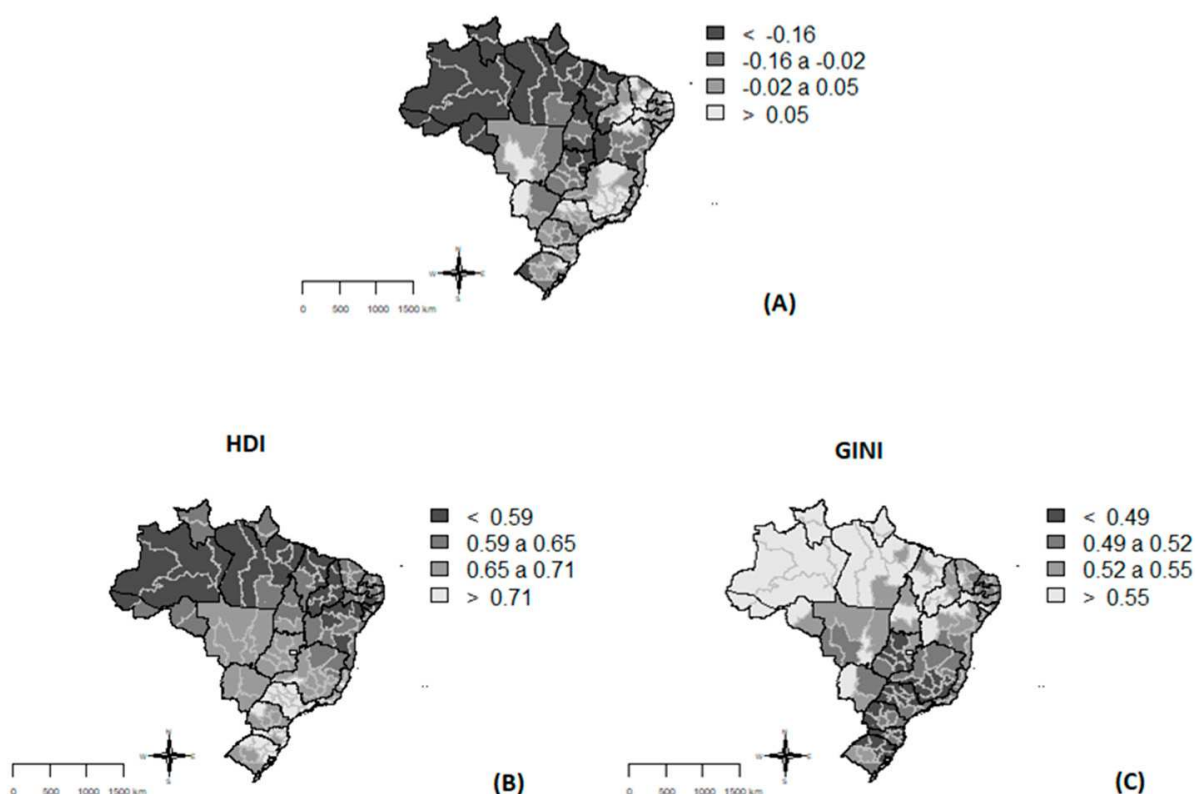 < -0.16
-0.16 a -0.02
-0.02 a 0.05
> 0.05
N
W E
S
0 500 1000 1500 km
(A)
HDI
< 0.59
0.59 a 0.65
0.65 a 0.71
> 0.71
N
W E
S
0 500 1000 1500 km
(B)
GINI
< 0.49
0.49 a 0.52
0.52 a 0.55
> 0.55
N
W E
S
0 500 1000 1500 km
(C)